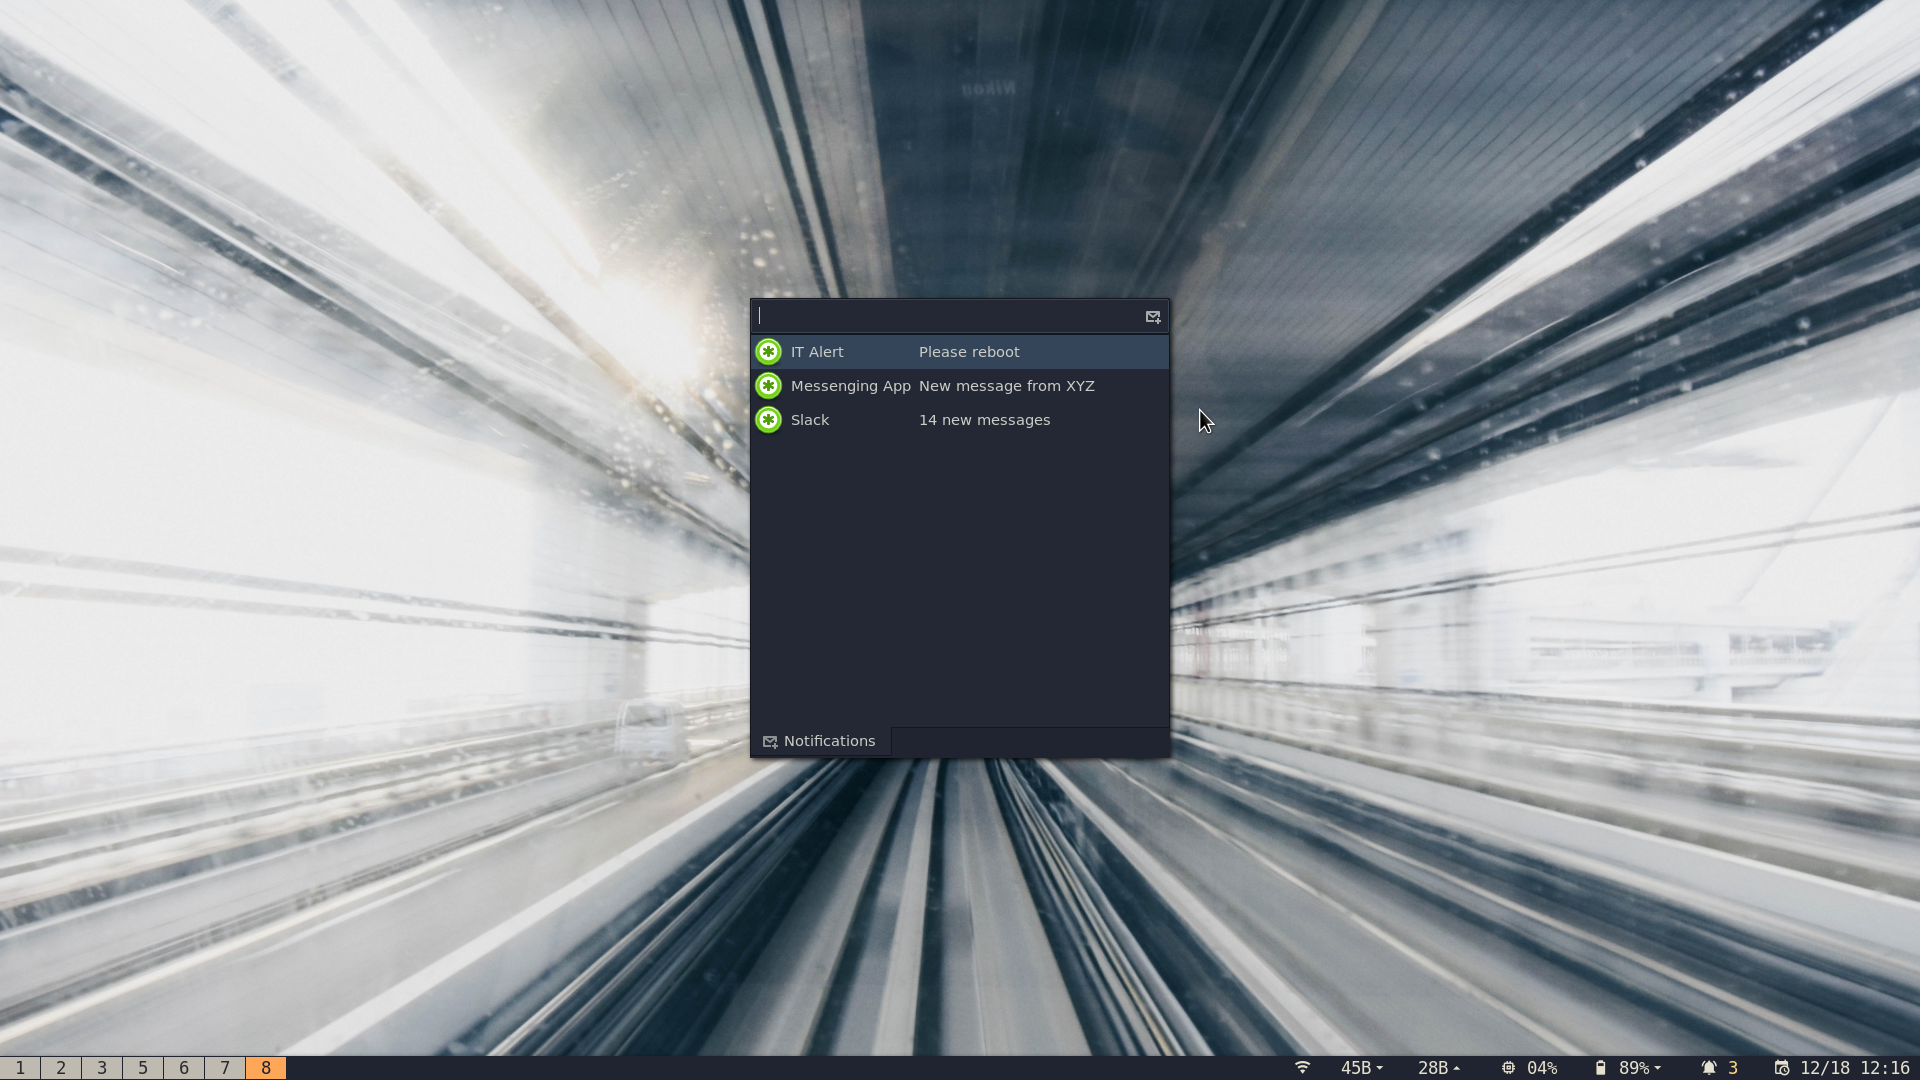 IT Alert Please reboot
Messenging App New message from XYZ
Slack 14 new messages
Notifications
1 2 3 5 6 7 8 45B 28B 04% 89% 3 12/18 12:16